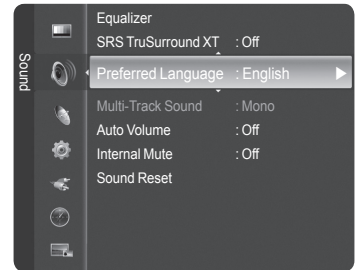 Sound
Equalizer
SRS TruSurround XT : Off
Preferred Language : English
Multi-Track Sound : Mono
Auto Volume : Off
Internal Mute : Off
Sound Reset